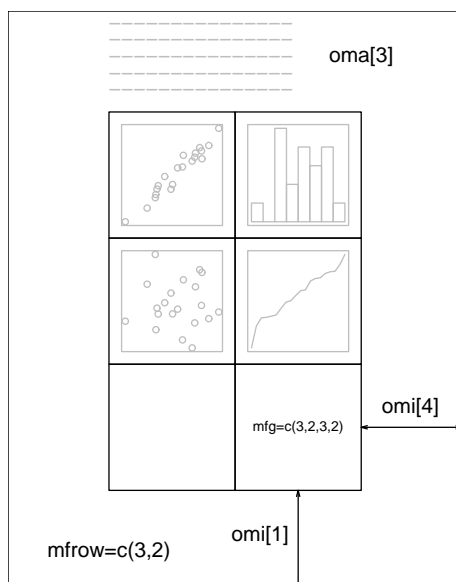 oma[3]
mfg=c(3,2,3,2)
omi[4]
omi[1]
mfrow=c(3,2)